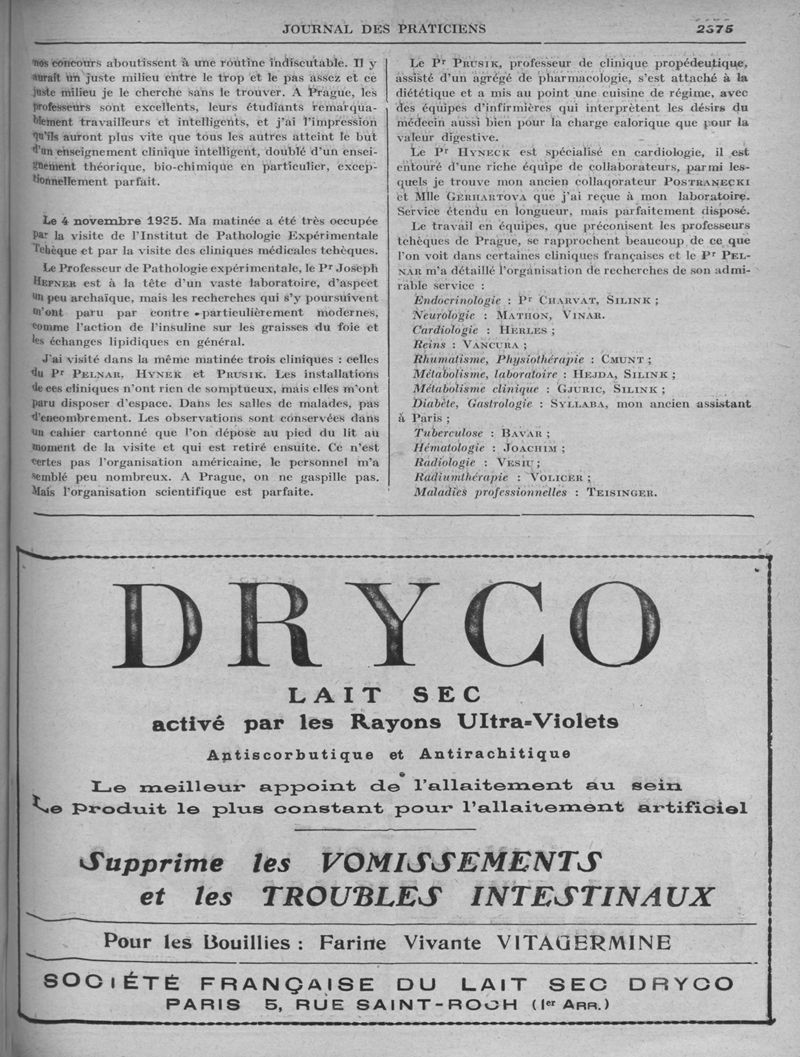 JOURNAL DES PRATICIENS
2375
nos concours aboutissent à une routine indiscutable. Il y
aurait un juste milieu entre le trop et le pas assez et ce
juste milieu je le cherche sans le trouver. A Prague, les
professeurs sont excellents, leurs étudiants remarqua-
blement travailleurs et intelligents, et j'ai l'impression
qu'ils auront plus vite que tous les autres atteint le but
d'un enseignement clinique intelligent, doublé d'un ensei-
gnement théorique, bio-chimique en particulier, excep-
tionnellement parfait.
Le 4 novembre 1935. Ma matinée a été très occupée
par la visite de l'Institut de Pathologie Expérimentale
Tchèque et par la visite des cliniques médicales tchèques.
Le Professeur de Pathologie expérimentale, le Pr Joseph
HEPNER est à la tête d'un vaste laboratoire, d'aspect
un peu archaïque, mais les recherches qui s'y poursuivent
m'ont paru par contre particulièrement modernes,
comme l'action de l'insuline sur les graisses du foie et
les échanges lipidiques en général.
J'ai visité dans la même matinée trois cliniques : celles
du Pr PELNAR, HYNEK et PRUSIK. Les installations
de ces cliniques n'ont rien de somptueux, mais elles m'ont
paru disposer d'espace. Dans les salles de malades, pas
d'encombrement. Les observations sont conservées dans
un cahier cartonné que l'on dépose au pied du lit au
moment de la visite et qui est retiré ensuite. Ce n'est
certes pas l'organisation américaine, le personnel m'a
semblé peu nombreux. A Prague, on ne gaspille pas.
Mais l'organisation scientifique est parfaite.
Le Pr PRUSIK, professeur de clinique propédeutique,
assisté d'un agrégé de pharmacologie, s'est attaché à la
diététique et a mis au point une cuisine de régime, avec
des équipes d'infirmières qui interprètent les désirs du
médecin aussi bien pour la charge calorique que pour la
valeur digestive.
Le Pr HYNECK est spécialisé en cardiologie, il est
entouré d'une riche équipe de collaborateurs, parmi les-
quels je trouve mon ancien collaqorateur POSTRANECKI
et Mlle GERHARTOVA que j'ai reçue à mon laboratoire.
Service étendu en longueur, mais parfaitement disposé.
Le travail en équipes, que préconisent les professeurs
tchèques de Prague, se rapprochent beaucoup de ce que
l'on voit dans certaines cliniques françaises et le Pr PEL-
NAR m'a détaillé l'organisation de recherches de son admi-
rable service :
Endocrinologie : Pr CHARVAT, SILINK ;
Neurologie : MATHON, VINAR.
Cardiologie : HERLES ;
Reins : VANCURA ;
Rhumatisme, Physiothérapie : CMUNT ;
Métabolisme, laboratoire : HEJDA, SILINK ;
Métabolisme clinique : GJURIC, SILINK ;
Diabète, Gastrologie : SYLLABA, mon ancien assistant
à Paris ;
Tuberculose : BAVAR ;
Hématologie : JOACHIM ;
Radiologie : VESIU ;
Radiumthérapie : VOLICER ;
Maladies professionnelles : TEISINGER.
DRYCO
LAIT SEC
activé par les Rayons Ultra-Violets
Antiscorbutique et Antirachitique
Le meilleur appoint de l'allaitement au sein
Le Produit le plus constant pour l'allaitement artificiel
Supprime les VOMISSEMENTS
et les TROUBLES INTESTINAUX
Pour les Bouillies : Farine Vivante VITAGERMINE
SOCIÉTÉ FRANÇAISE DU LAIT SEC DRYCO
PARIS 5, RUE SAINT-ROCH (Ier ARR.)